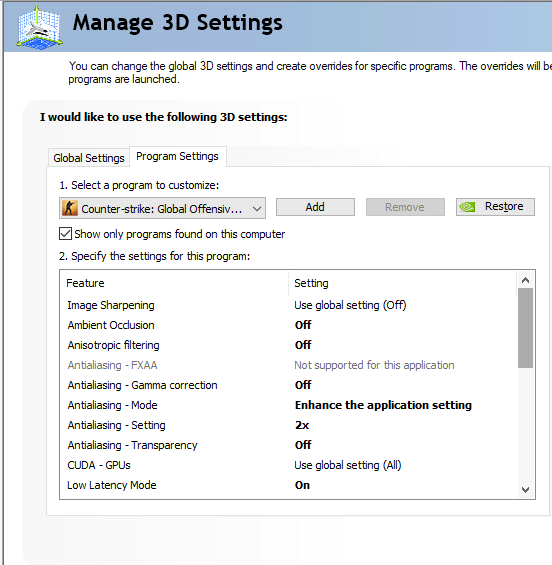 Manage 3D Settings
You can change the global 3D settings and create overrides for specific programs. The overrides will be
programs are launched.
I would like to use the following 3D settings:
Global Settings Program Settings
1. Select a program to customize:
Counter-strike: Global Offensiv... Add Remove Restore
Show only programs found on this computer
2. Specify the settings for this program:
Feature Setting
Image Sharpening Use global setting (Off)
Ambient Occlusion Off
Anisotropic filtering Off
Antialiasing - FXAA Not supported for this application
Antialiasing - Gamma correction Off
Antialiasing - Mode Enhance the application setting
Antialiasing - Setting 2x
Antialiasing - Transparency Off
CUDA - GPUs Use global setting (All)
Low Latency Mode On